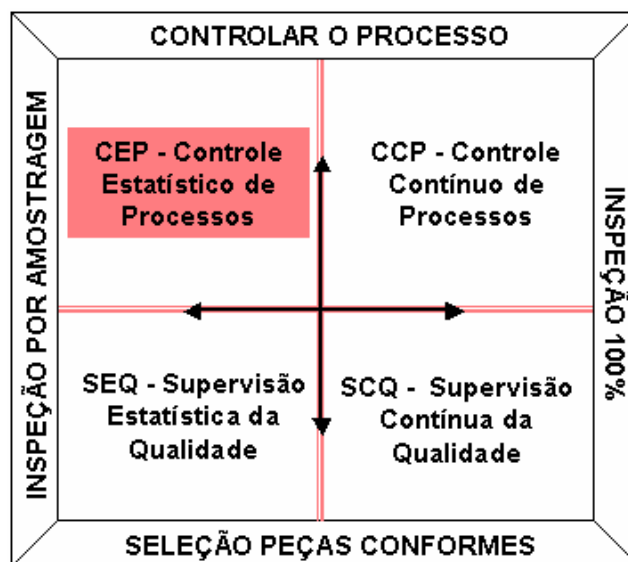 CONTROLAR O PROCESSO
INSPEÇÃO POR AMOSTRAGEM
CEP - Controle
Estatístico de
Processos
CCP - Controle
Contínuo de
Processos
INSPEÇÃO 100%
SEQ - Supervisão
Estatística da
Qualidade
SCQ - Supervisão
Contínua da
Qualidade
SELEÇÃO PEÇAS CONFORMES